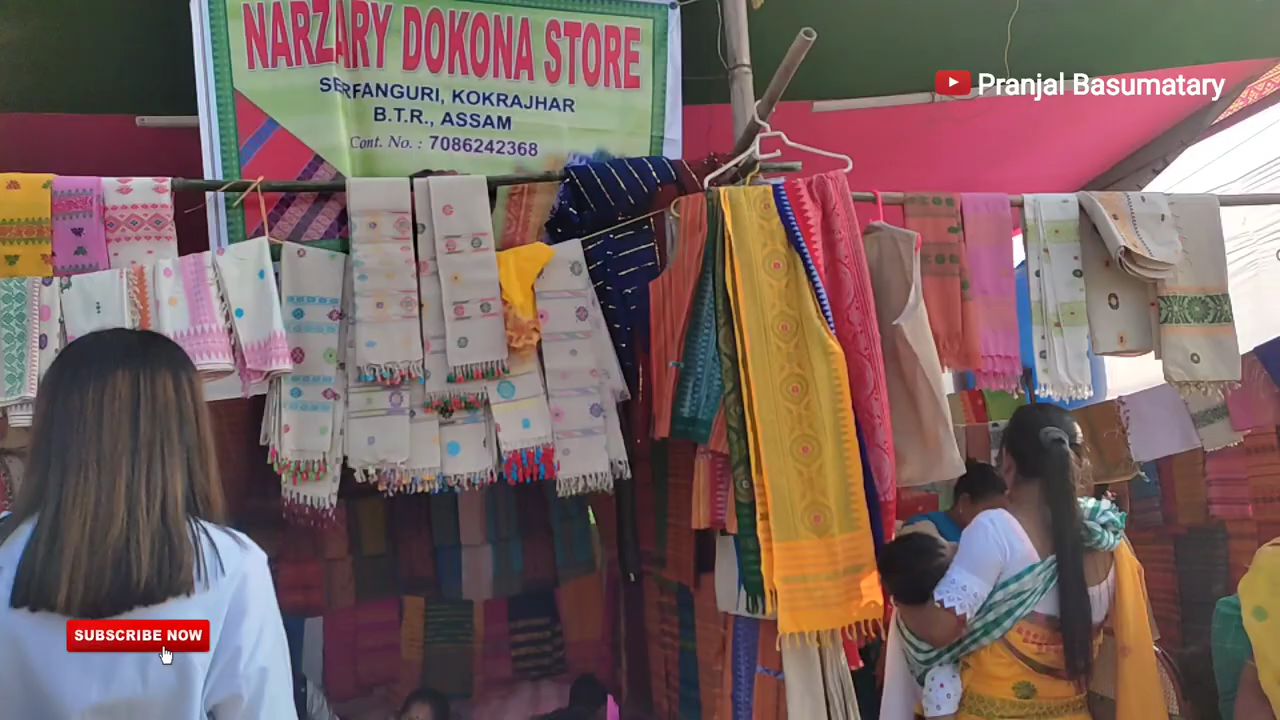 NARZARY DOKONA STORE
SERFANGURI, KOKRAJHAR
B.T.R., ASSAM
Cont. No. : 7086242368
Pranjal Basumatary
SUBSCRIBE NOW